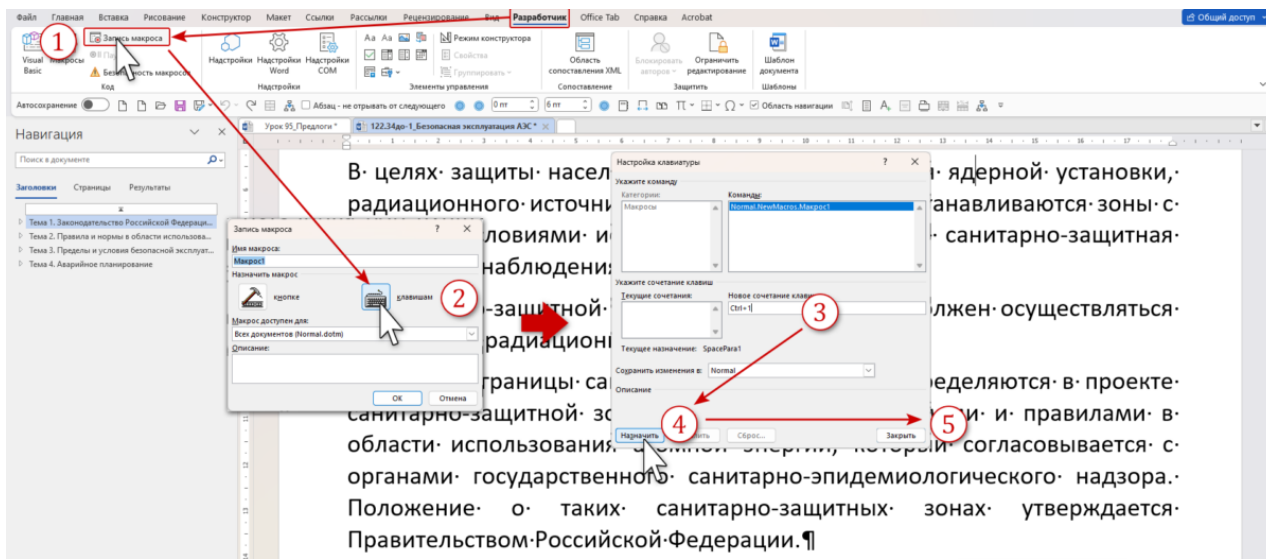 Файл Главная Вставка Рисование Конструктор Макет Ссылки Рассылки Рецензирование Вид Разработчик Office Tab Справка Acrobat Общий доступ
1
Запись макроса
Visual Basic
Макросы
Безопасность макросов
Код
Надстройки
Надстройки Word
Надстройки COM
Надстройки
Aa Aa
Режим конструктора
Свойства
Группировать
Элементы управления
Область сопоставления XML
Сопоставление
Блокировать авторов
Ограничить редактирование
Защитить
Шаблон документа
Шаблоны
Автосохранение
Абзац - не отрывать от следующего
0 пт
6 пт
Область навигации
Урок 95_Предлоги *
122.34до-1_Безопасная эксплуатация АЭС *
Навигация
Поиск в документе
Заголовки Страницы Результаты
Тема 1. Законодательство Российской Федераци...
Тема 2. Правила и нормы в области использова...
Тема 3. Пределы и условия безопасной эксплуат...
Тема 4. Аварийное планирование
Запись макроса ? ×
Имя макроса:
Макрос1
Назначить макрос
кнопке
клавишам
2
Макрос доступен для:
Всех документов (Normal.dotm)
Описание:
ОК Отмена
Настройка клавиатуры ? ×
Укажите команду
Категории: Команды:
Макросы Normal.NewMacros.Макрос1
Укажите сочетание клавиш
Текущие сочетания: Новое сочетание клавиш
Ctrl+1
3
Текущее назначение: SpacePara1
Сохранить изменения в: Normal
Описание
4
5
Назначить Сброс... Закрыть
В· целях· защиты· насел ядерной· установки,·
радиационного· источни танавливаются· зоны· с·
ловиями· и санитарно-защитная·
наблюдени
-защитной· лжен· осуществляться·
радиацион
границы· са ределяются· в· проекте·
санитарно-защитной· зо и· и· правилами· в·
области· использования· атомной· энергии,· который· согласовывается· с·
органами· государственного· санитарно-эпидемиологического· надзора.·
Положение· о· таких· санитарно-защитных· зонах· утверждается·
Правительством·Российской·Федерации.¶